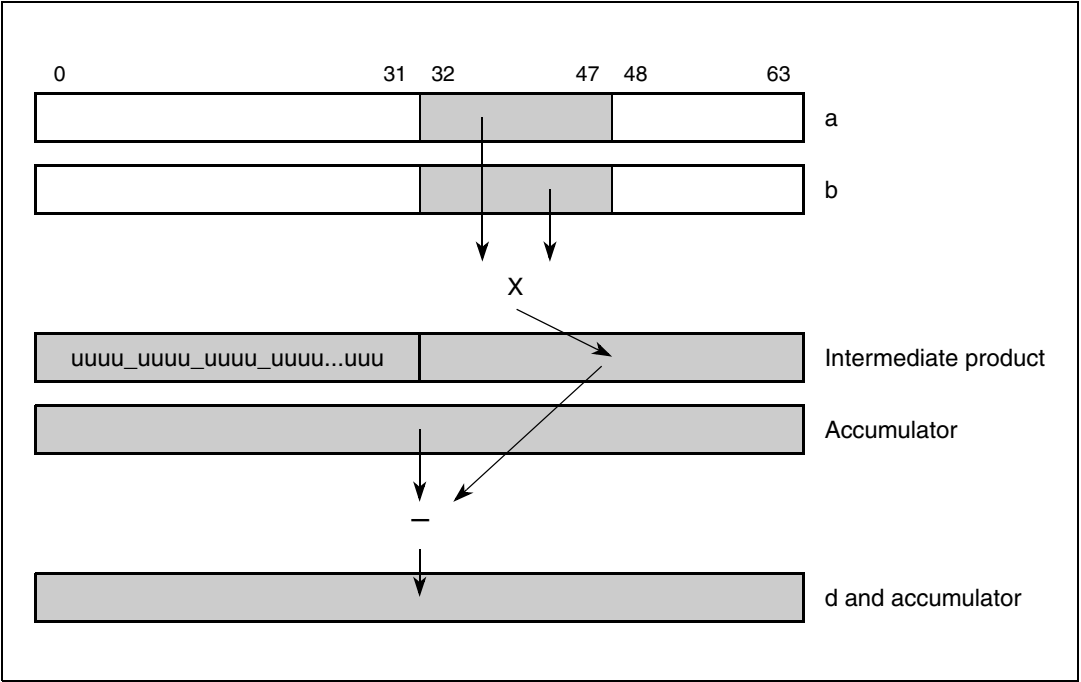 0 31 32 47 48 63
a
b
X
uuuu_uuuu_uuuu_uuuu...uuu Intermediate product
Accumulator
–
d and accumulator